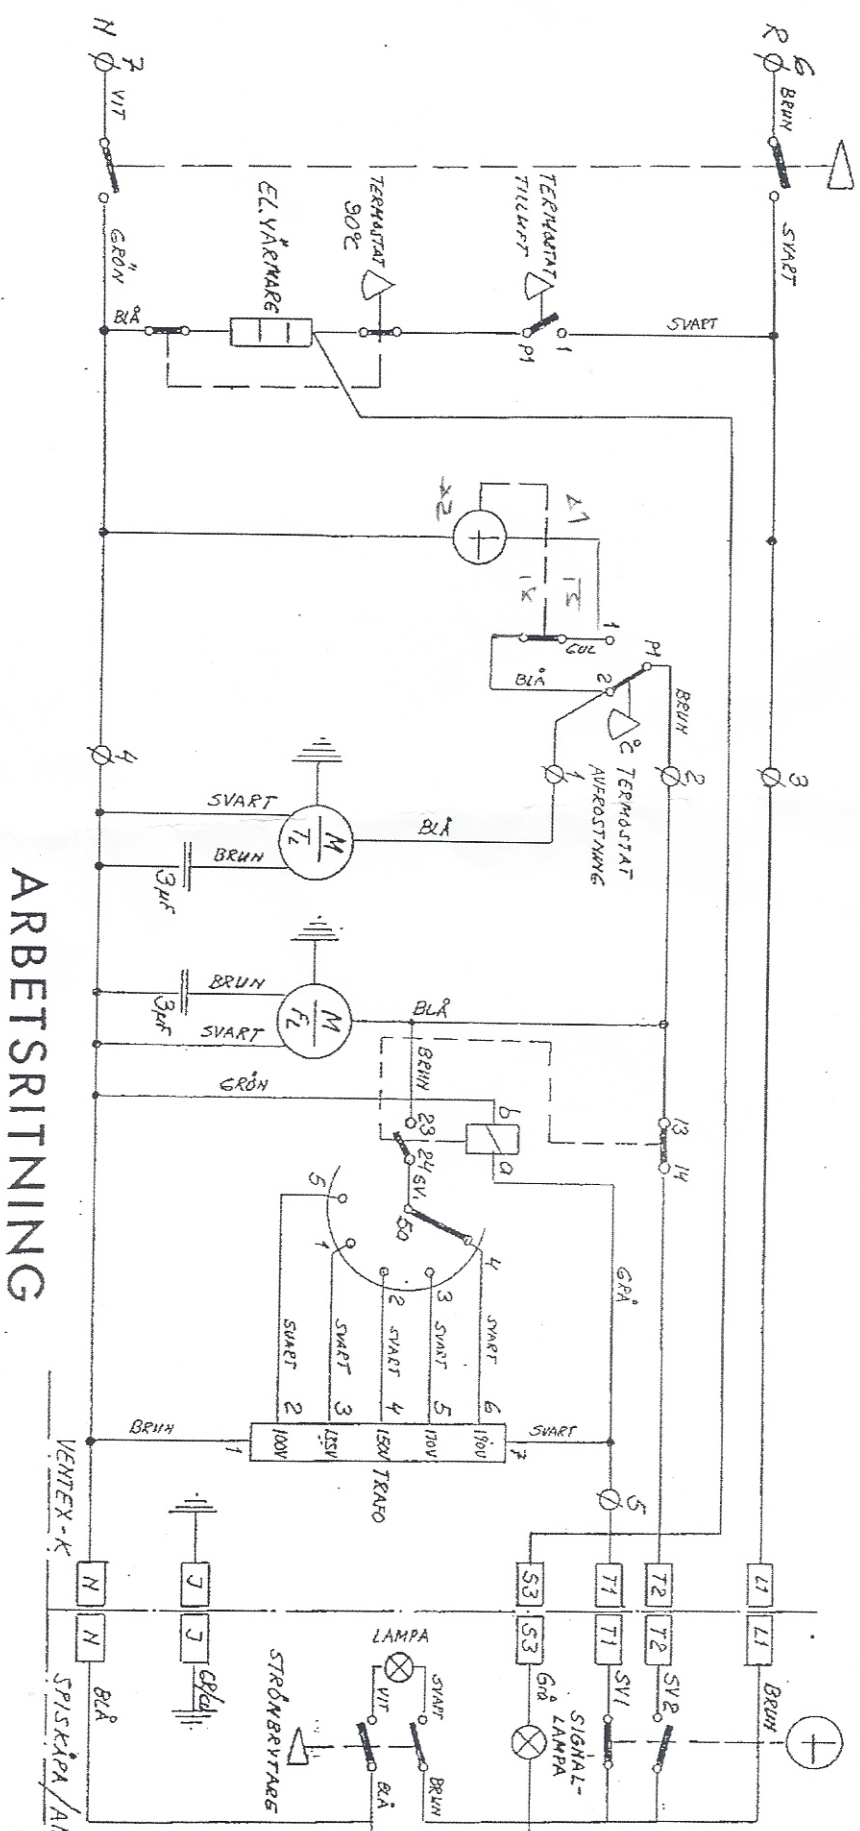 R
6
BRUN
SVART
N
7
VIT
GRÖN
TERMOSTAT
TILLUFT
TERMOSTAT
90°C
EL.VÄRMARE
BLÅ
P1
1
SVART
X2
1
GUL
BLÅ
2
P1
BRUN
°C TERMOSTAT
AVFROSTNING
1
2
3
4
SVART
BRUN
3µF
M
TL
BLÅ
BRUN
3µF
SVART
M
FL
BLÅ
BRUN
GRÖN
23
24
SV.
50
b
a
13
14
GRÅ
5
1
2
3
4
SVART
SVART
SVART
SVART
SVART
2
3
4
5
6
BRUN
1
100V
135V
150V
170V
190V
7
SVART
TRAFO
5
ARBETSRITNING
VENTEX-K
N
J
S3
T1
T2
L1
N
J
S3
T1
T2
L1
BLÅ
GR/GUL
Grå
SV1
SV2
BRUN
SIGNAL-
LAMPA
LAMPA
VIT
SVART
BLÅ
BRUN
STRÖMBRYTARE
SPISKÅPA